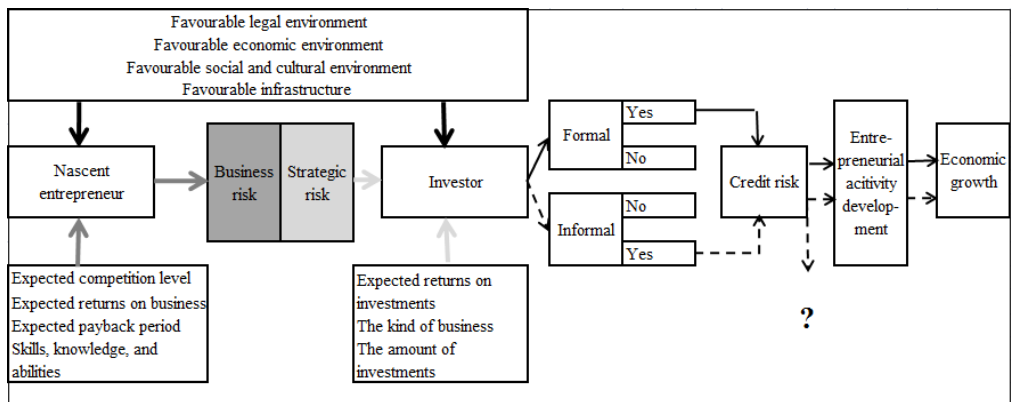 Favourable legal environment
Favourable economic environment
Favourable social and cultural environment
Favourable infrastructure
Nascent
entrepreneur
Business
risk
Strategic
risk
Investor
Formal
Yes
No
Informal
No
Yes
Credit risk
Entre-
preneurial
acitivity
develop-
ment
Economic
growth
Expected competition level
Expected returns on business
Expected payback period
Skills, knowledge, and
abilities
Expected returns on
investments
The kind of business
The amount of
investments
?